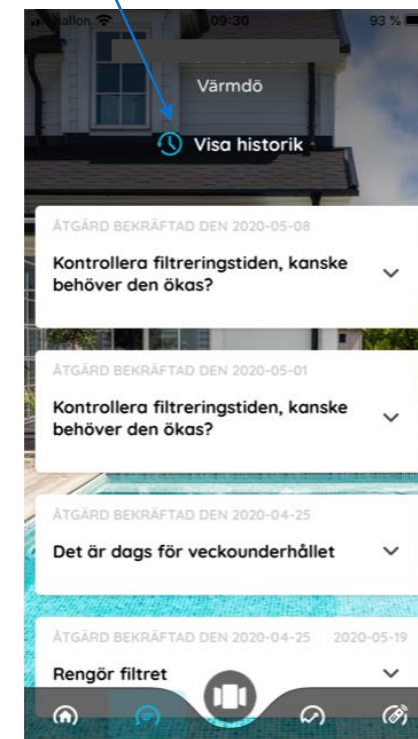 hallon 09:30 93 %
Värmdö
Visa historik
ÅTGÄRD BEKRÄFTAD DEN 2020-05-08
Kontrollera filtreringstiden, kanske
behöver den ökas?
ÅTGÄRD BEKRÄFTAD DEN 2020-05-01
Kontrollera filtreringstiden, kanske
behöver den ökas?
ÅTGÄRD BEKRÄFTAD DEN 2020-04-25
Det är dags för veckounderhållet
ÅTGÄRD BEKRÄFTAD DEN 2020-04-25 2020-05-19
Rengör filtret